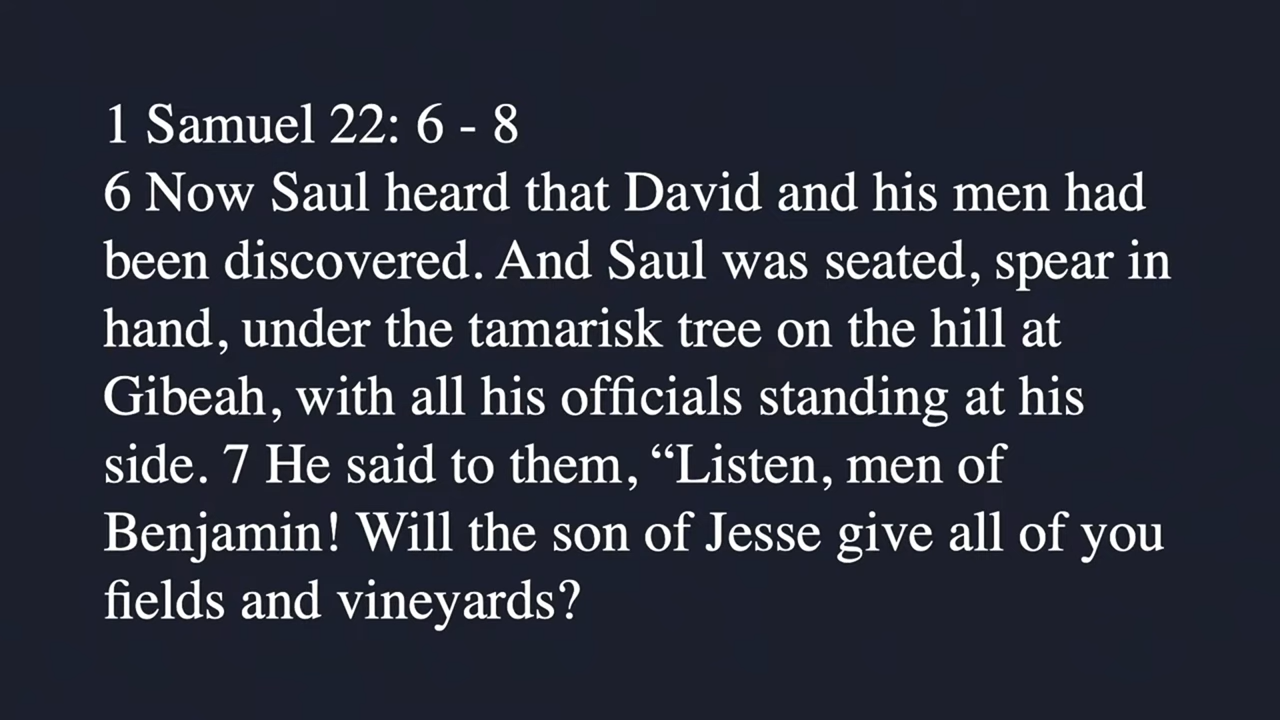 1 Samuel 22: 6 - 8
6 Now Saul heard that David and his men had
been discovered. And Saul was seated, spear in
hand, under the tamarisk tree on the hill at
Gibeah, with all his officials standing at his
side. 7 He said to them, “Listen, men of
Benjamin! Will the son of Jesse give all of you
fields and vineyards?